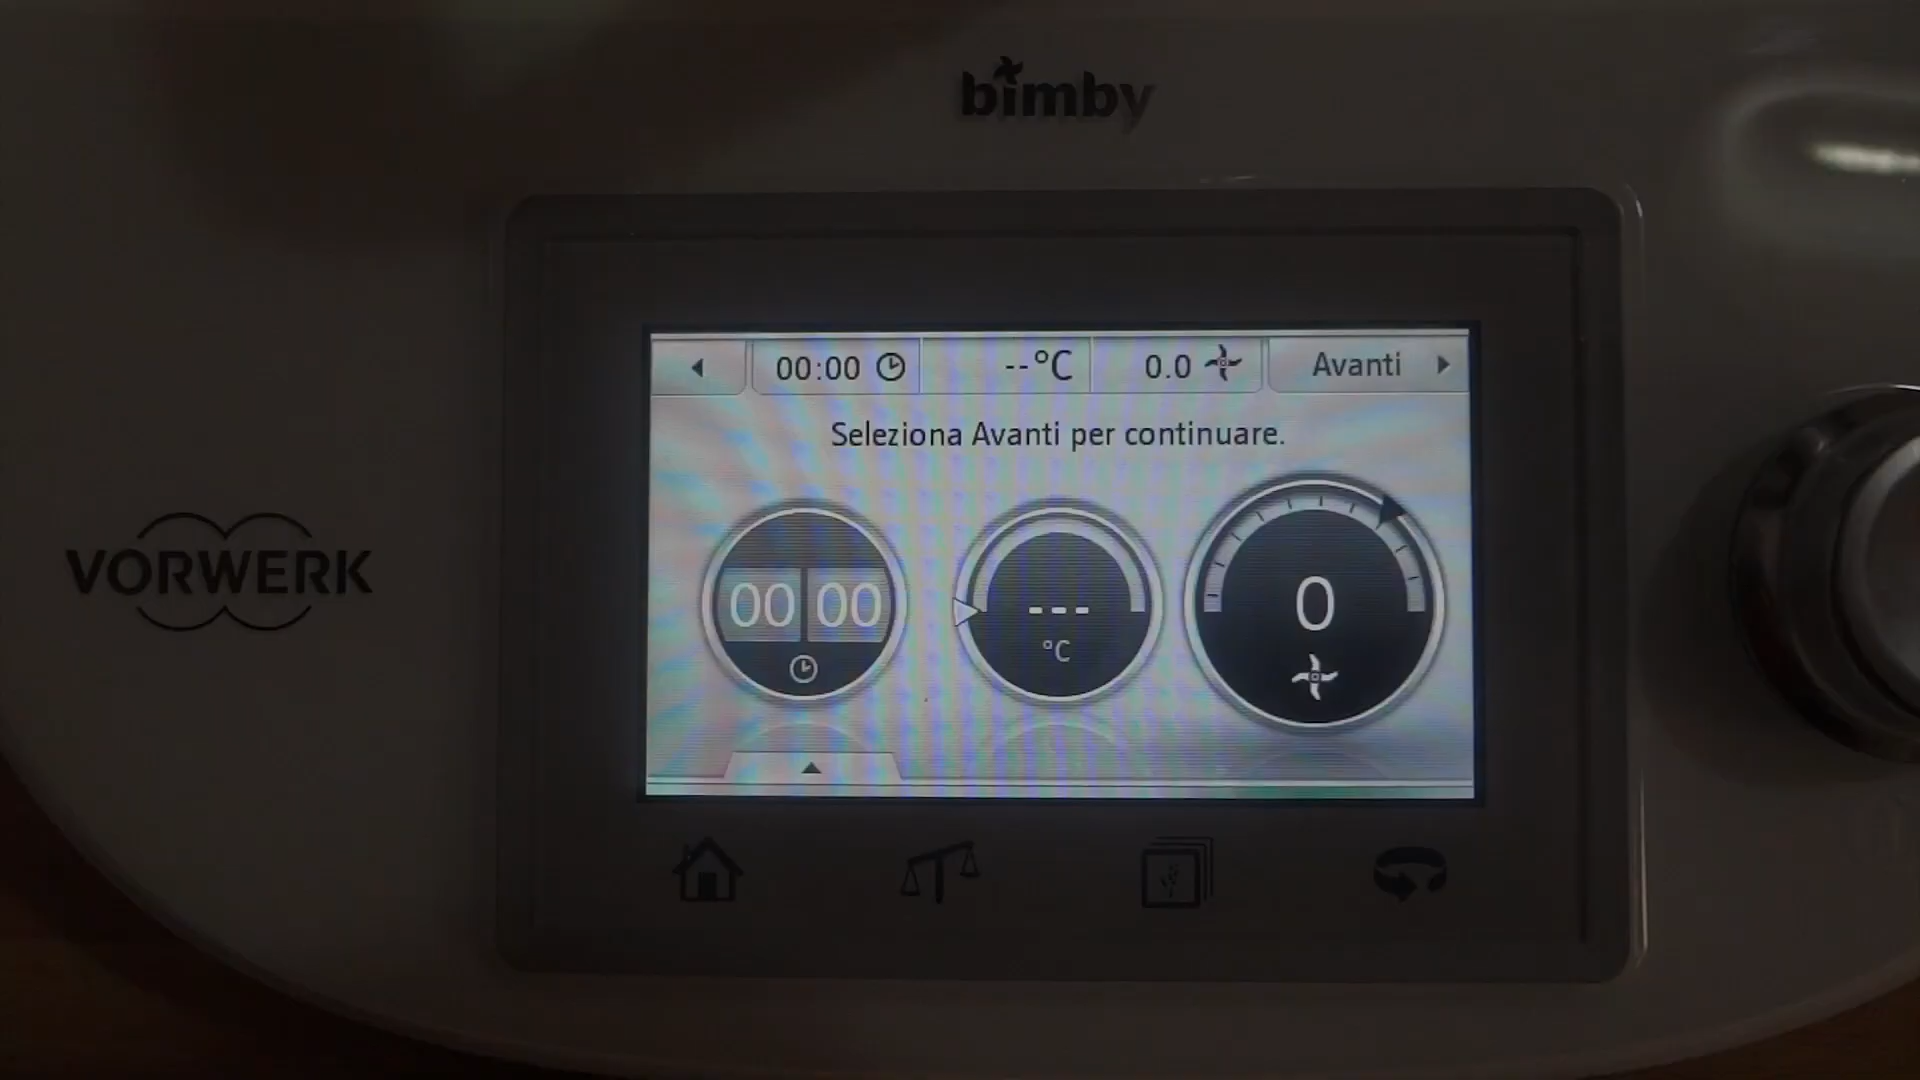 bimby
00:00 --°C 0.0 Avanti
Seleziona Avanti per continuare.
00 00 --- °C 0
VORWERK